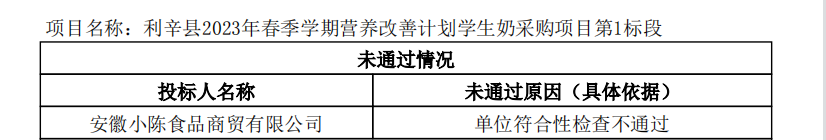 项目名称：利辛县2023年春季学期营养改善计划学生奶采购项目第1标段
未通过情况
投标人名称 未通过原因（具体依据）
安徽小陈食品商贸有限公司 单位符合性检查不通过